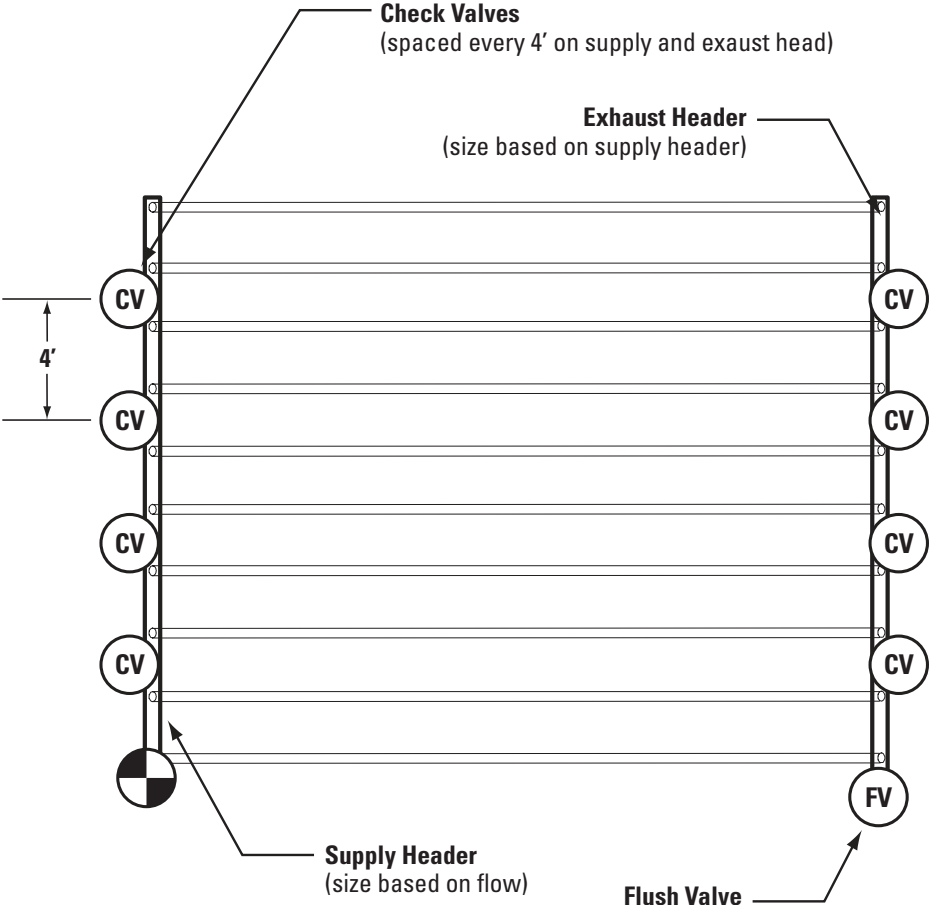 Check Valves
(spaced every 4’ on supply and exaust head)
Exhaust Header
(size based on supply header)
CV
CV
4’
CV
CV
CV
CV
CV
CV
FV
Supply Header
(size based on flow)
Flush Valve